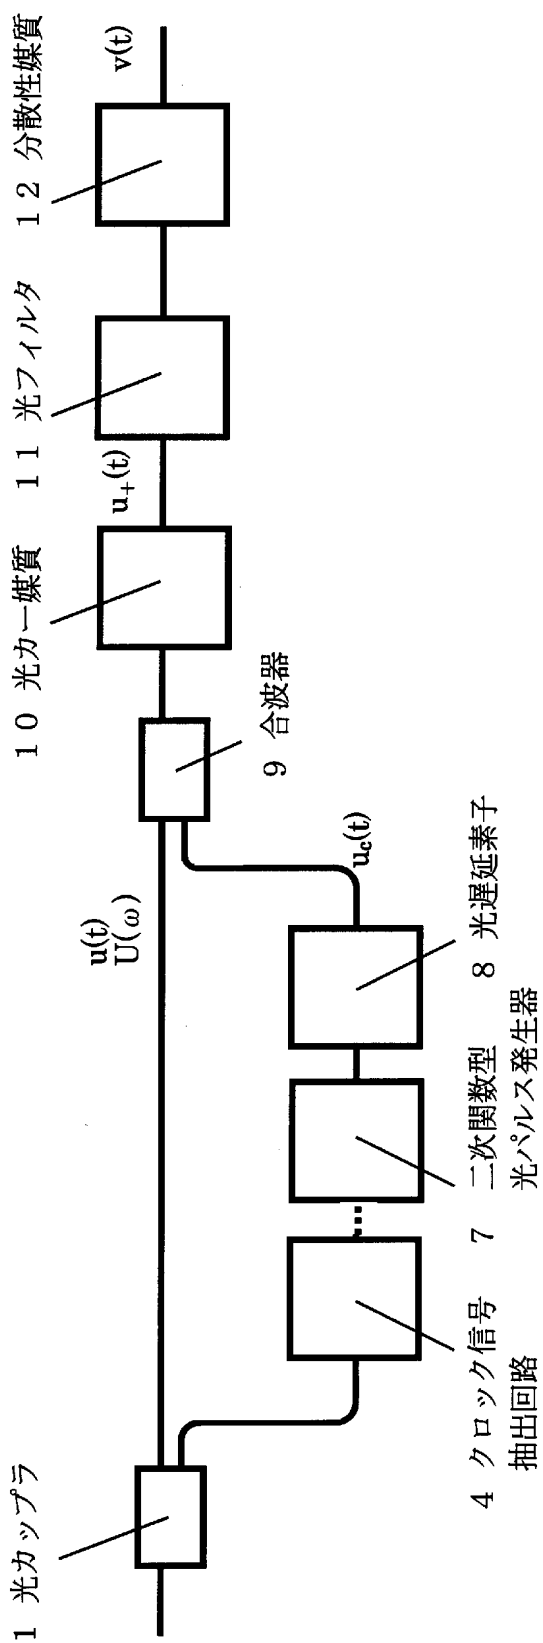 1 光カップラ
4 クロック信号
抽出回路
7 二次関数型
光パルス発生器
8 光遅延素子
u_c(t)
u(t)
U(ω)
9 合波器
10 光カー媒質
u_+(t)
11 光フィルタ
12 分散性媒質
v(t)